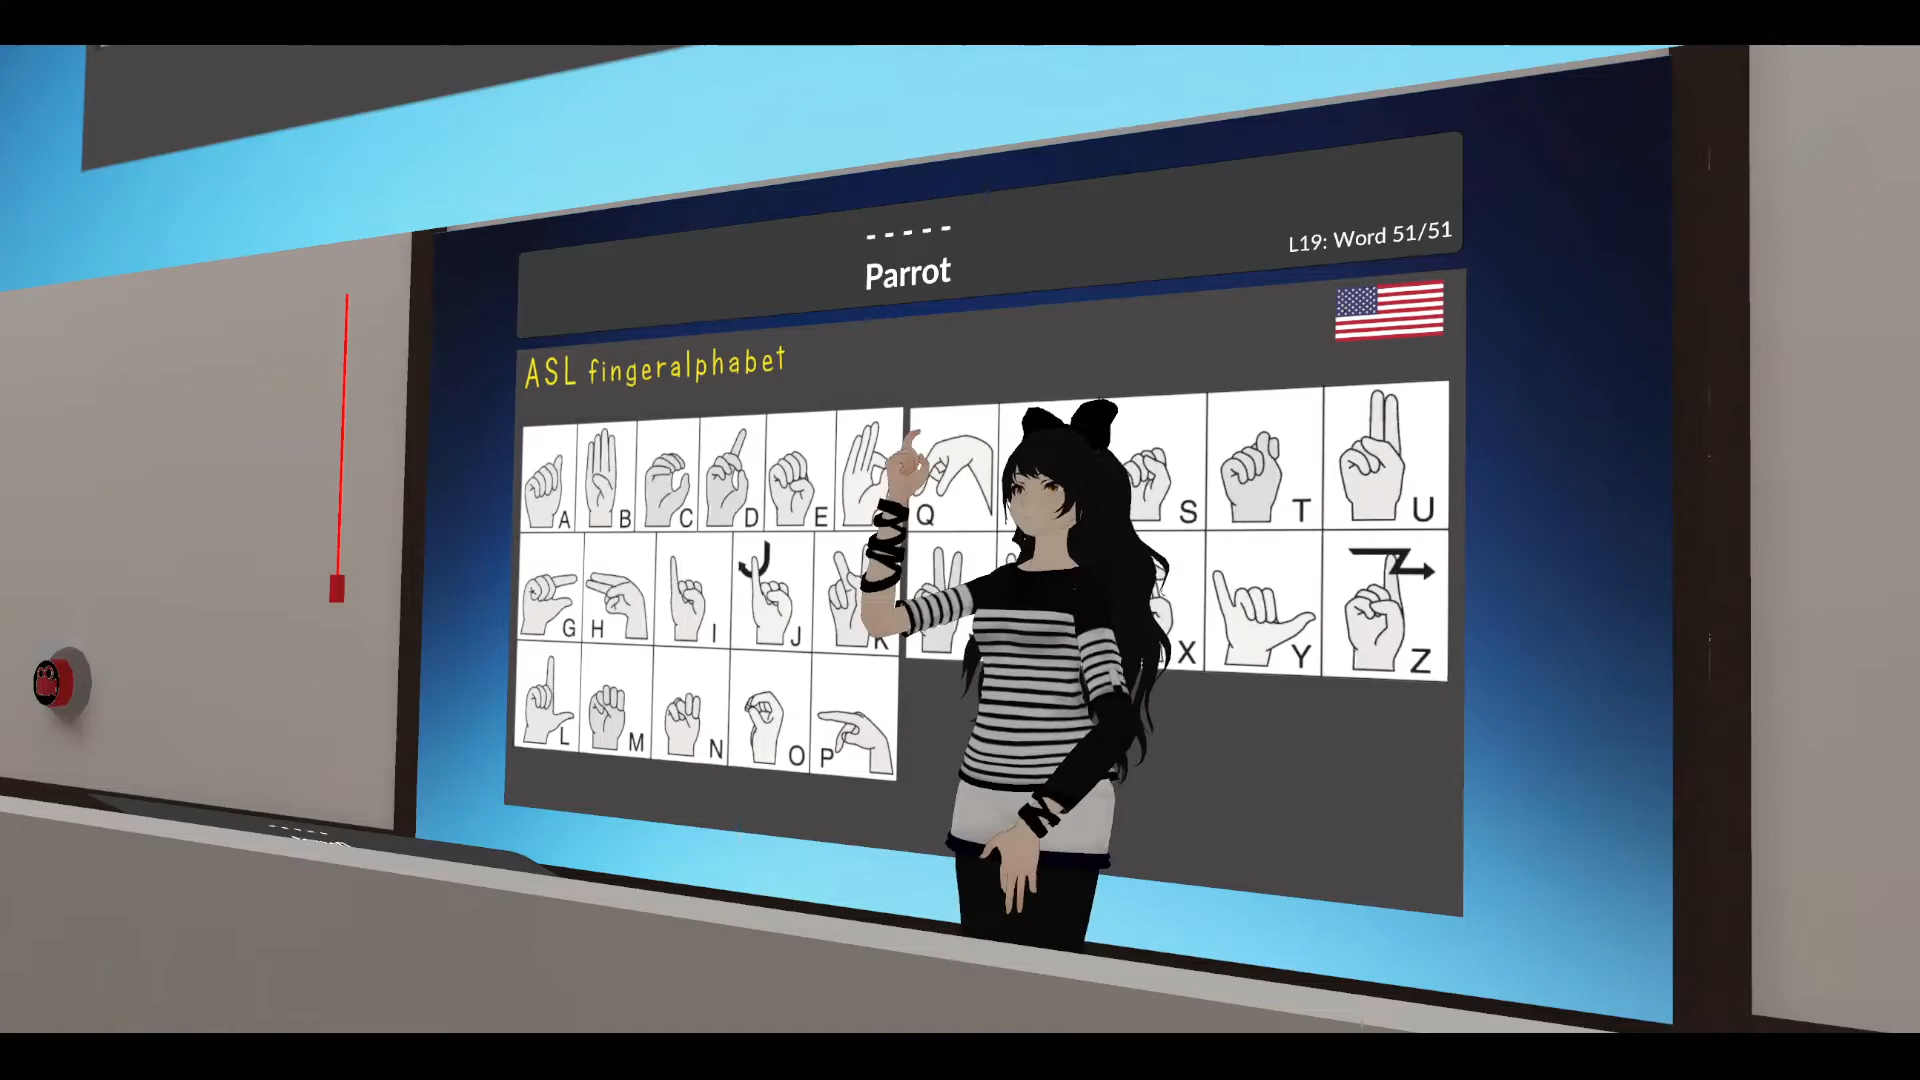 - - - - -
Parrot
L19: Word 51/51
ASL fingeralphabet
A B C D E Q S T U
G H I J K X Y Z
L M N O P